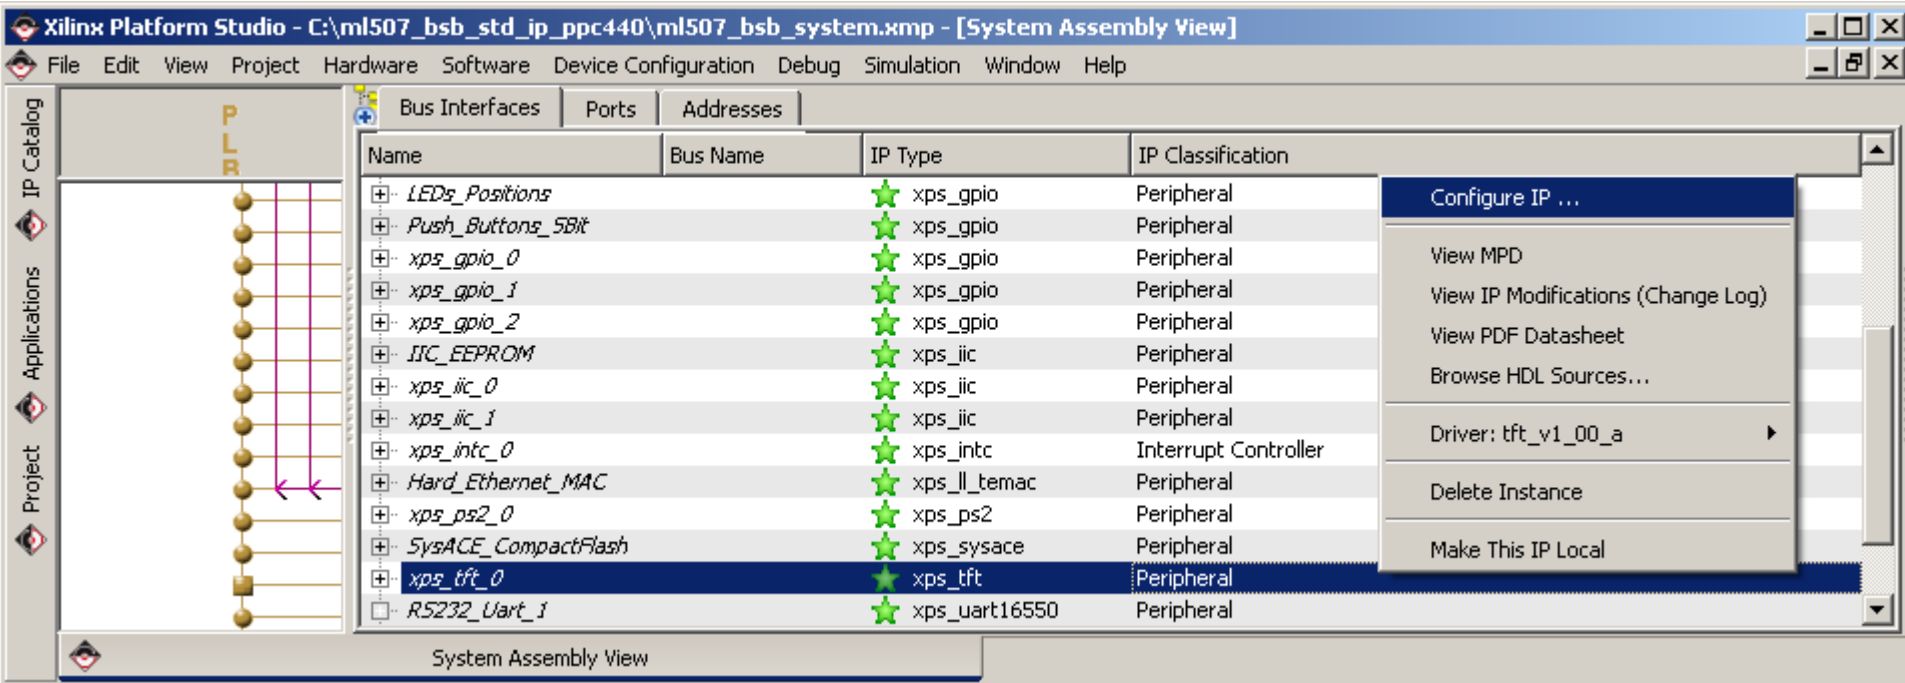 Xilinx Platform Studio - C:\ml507_bsb_std_ip_ppc440\ml507_bsb_system.xmp - [System Assembly View]
File Edit View Project Hardware Software Device Configuration Debug Simulation Window Help
IP Catalog
Applications
Project
P
L
B
Bus Interfaces Ports Addresses
Name Bus Name IP Type IP Classification
LEDs_Positions xps_gpio Peripheral
Push_Buttons_5Bit xps_gpio Peripheral
xps_gpio_0 xps_gpio Peripheral
xps_gpio_1 xps_gpio Peripheral
xps_gpio_2 xps_gpio Peripheral
IIC_EEPROM xps_iic Peripheral
xps_iic_0 xps_iic Peripheral
xps_iic_1 xps_iic Peripheral
xps_intc_0 xps_intc Interrupt Controller
Hard_Ethernet_MAC xps_ll_temac Peripheral
xps_ps2_0 xps_ps2 Peripheral
SysACE_CompactFlash xps_sysace Peripheral
xps_tft_0 xps_tft Peripheral
RS232_Uart_1 xps_uart16550 Peripheral
Configure IP ...
View MPD
View IP Modifications (Change Log)
View PDF Datasheet
Browse HDL Sources...
Driver: tft_v1_00_a
Delete Instance
Make This IP Local
System Assembly View